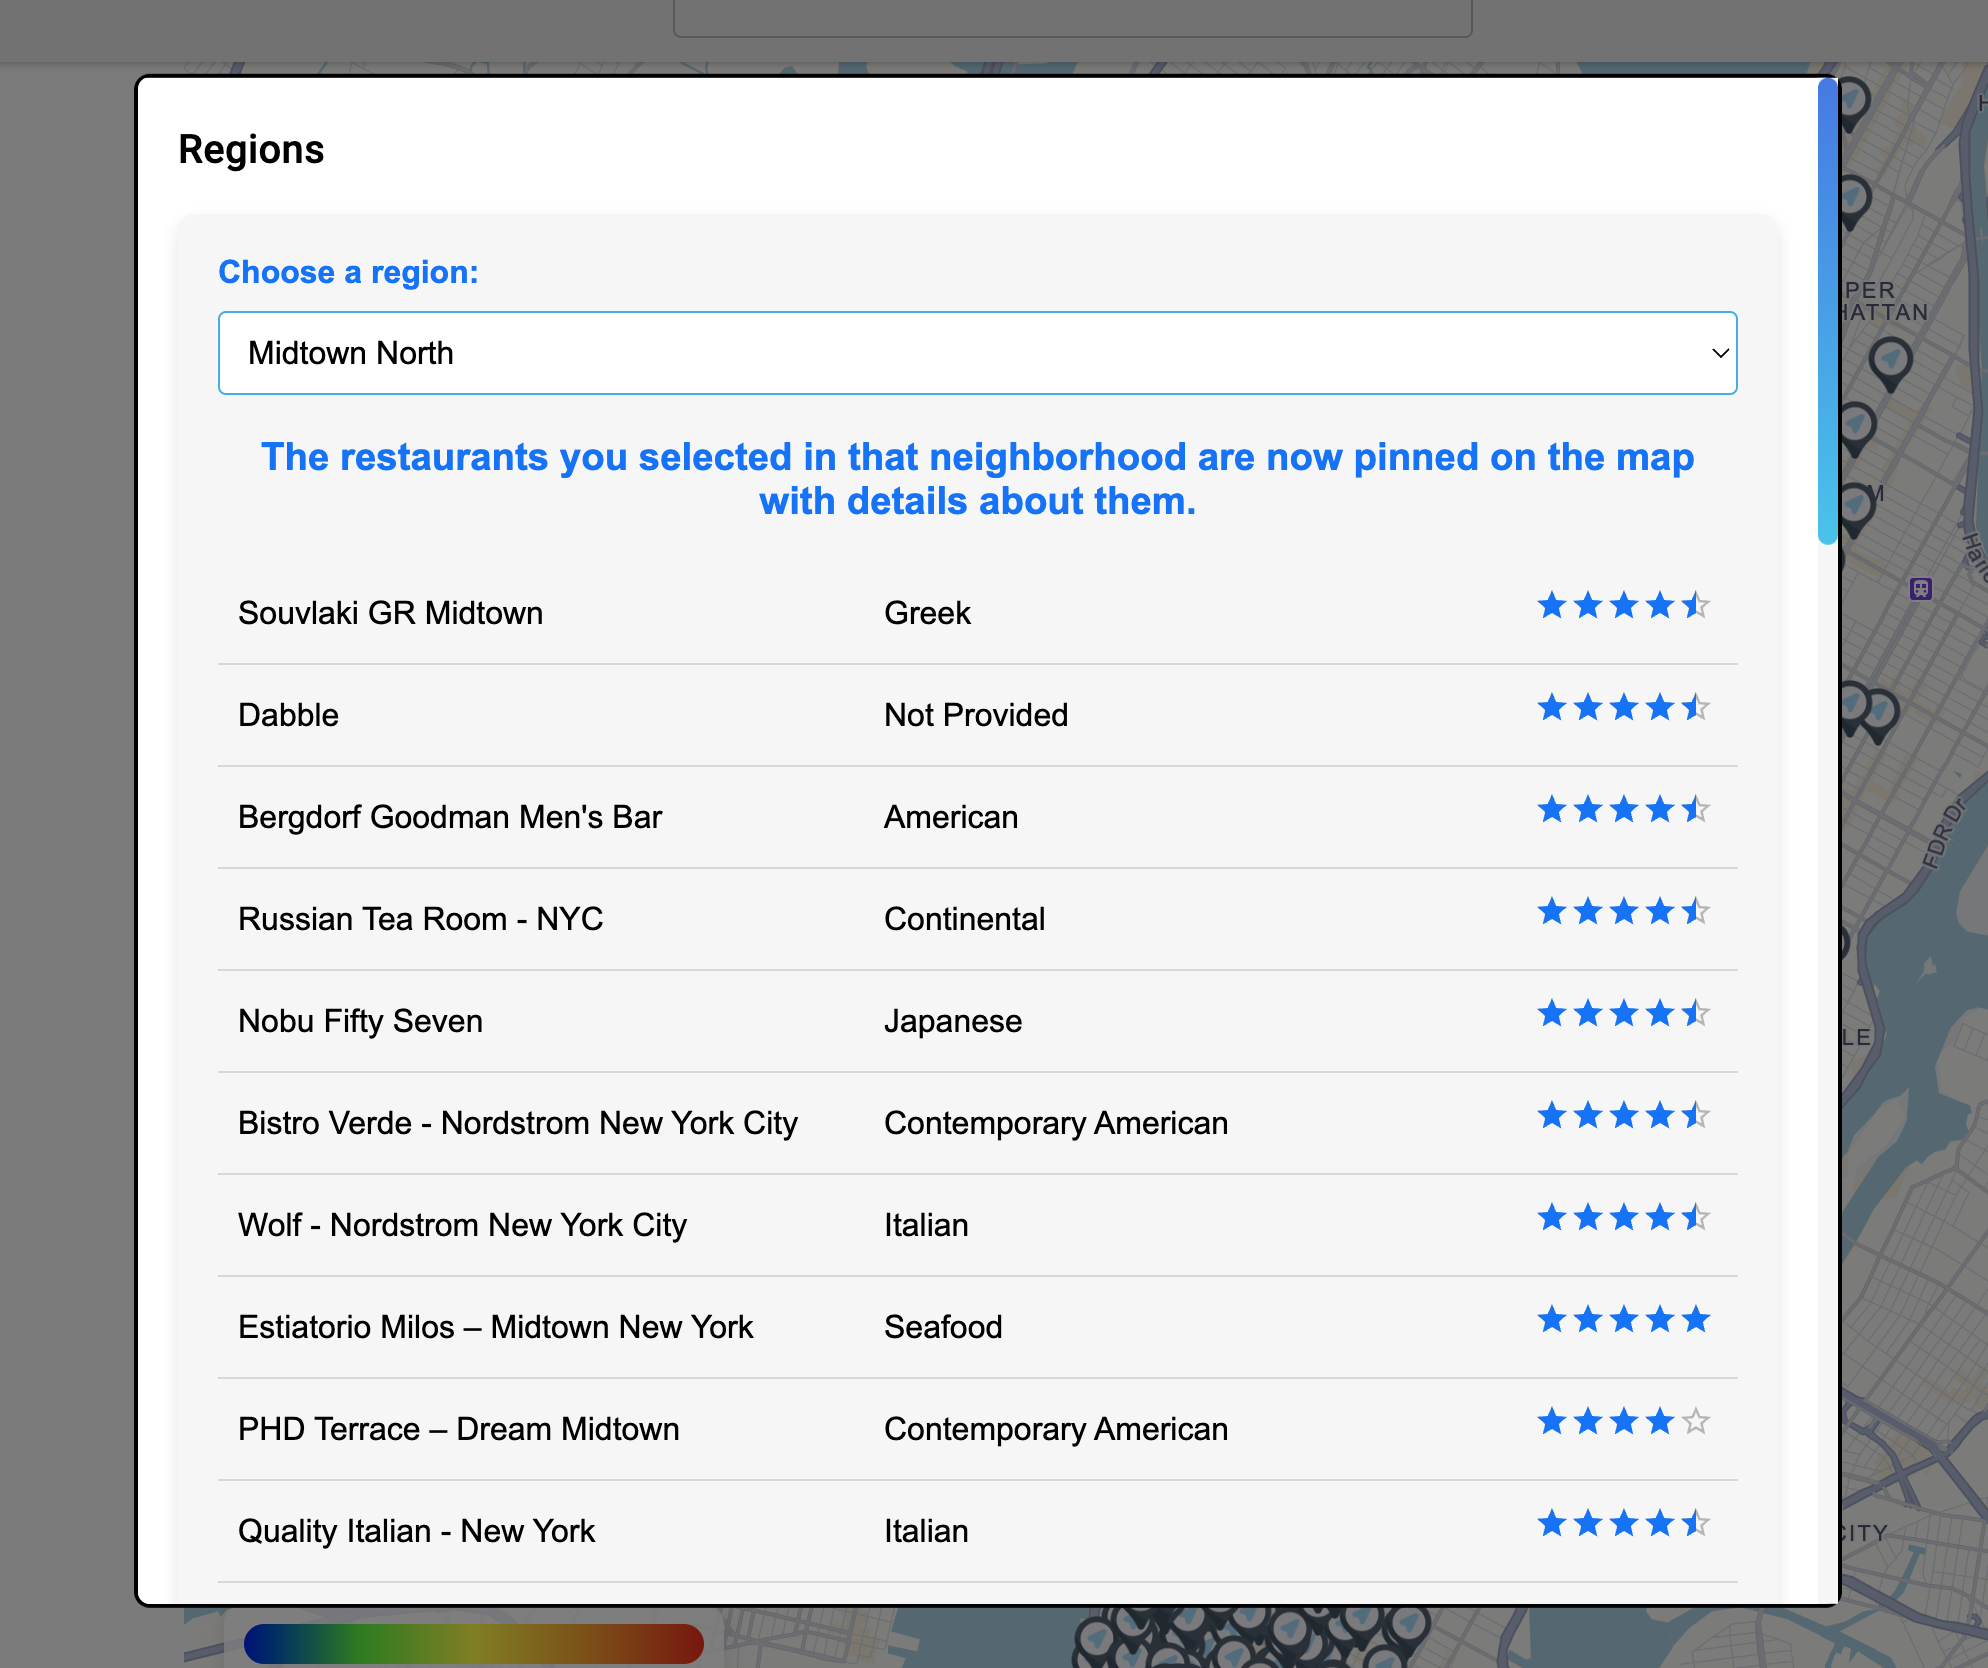 Regions
Choose a region:
Midtown North
The restaurants you selected in that neighborhood are now pinned on the map
with details about them.
Souvlaki GR Midtown Greek
Dabble Not Provided
Bergdorf Goodman Men's Bar American
Russian Tea Room - NYC Continental
Nobu Fifty Seven Japanese
Bistro Verde - Nordstrom New York City Contemporary American
Wolf - Nordstrom New York City Italian
Estiatorio Milos – Midtown New York Seafood
PHD Terrace – Dream Midtown Contemporary American
Quality Italian - New York Italian
FDR Dr